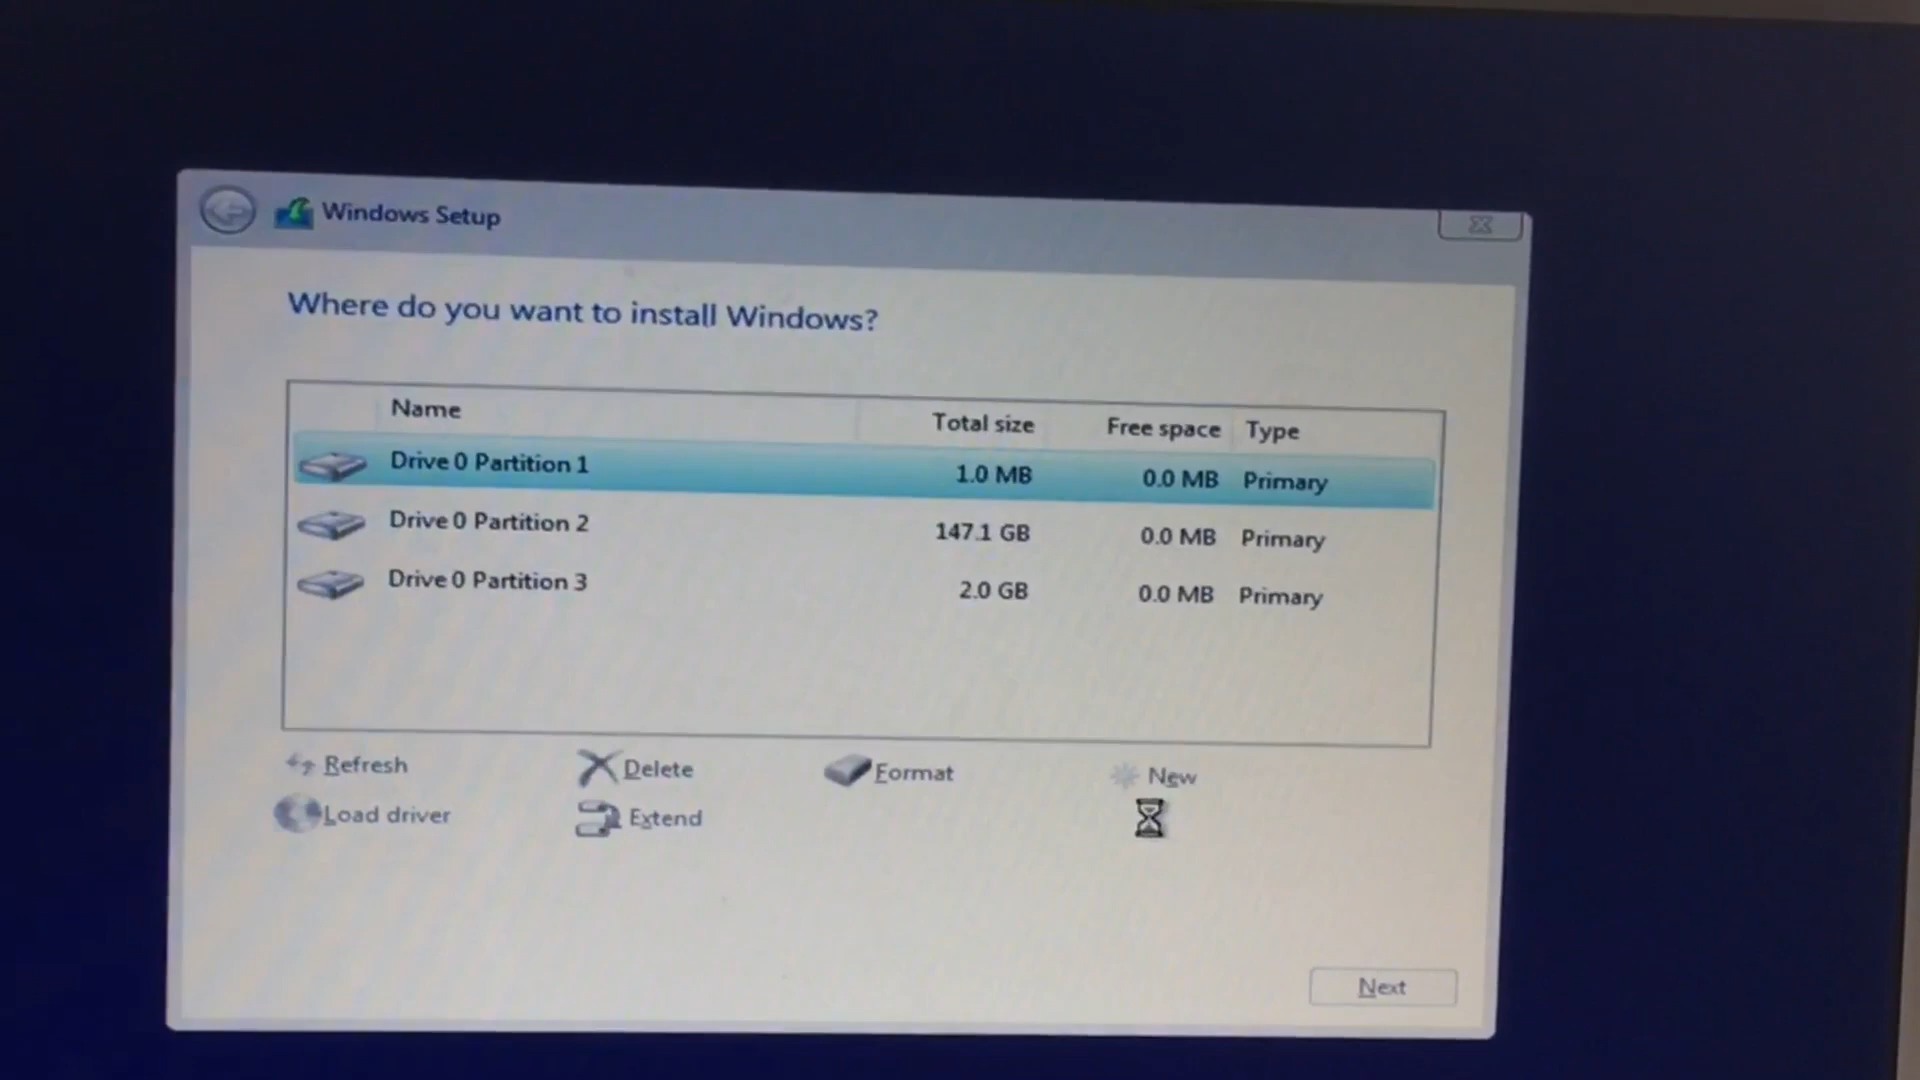 Windows Setup
Where do you want to install Windows?
Name Total size Free space Type
Drive 0 Partition 1 1.0 MB 0.0 MB Primary
Drive 0 Partition 2 147.1 GB 0.0 MB Primary
Drive 0 Partition 3 2.0 GB 0.0 MB Primary
Refresh Delete Format New
Load driver Extend
Next